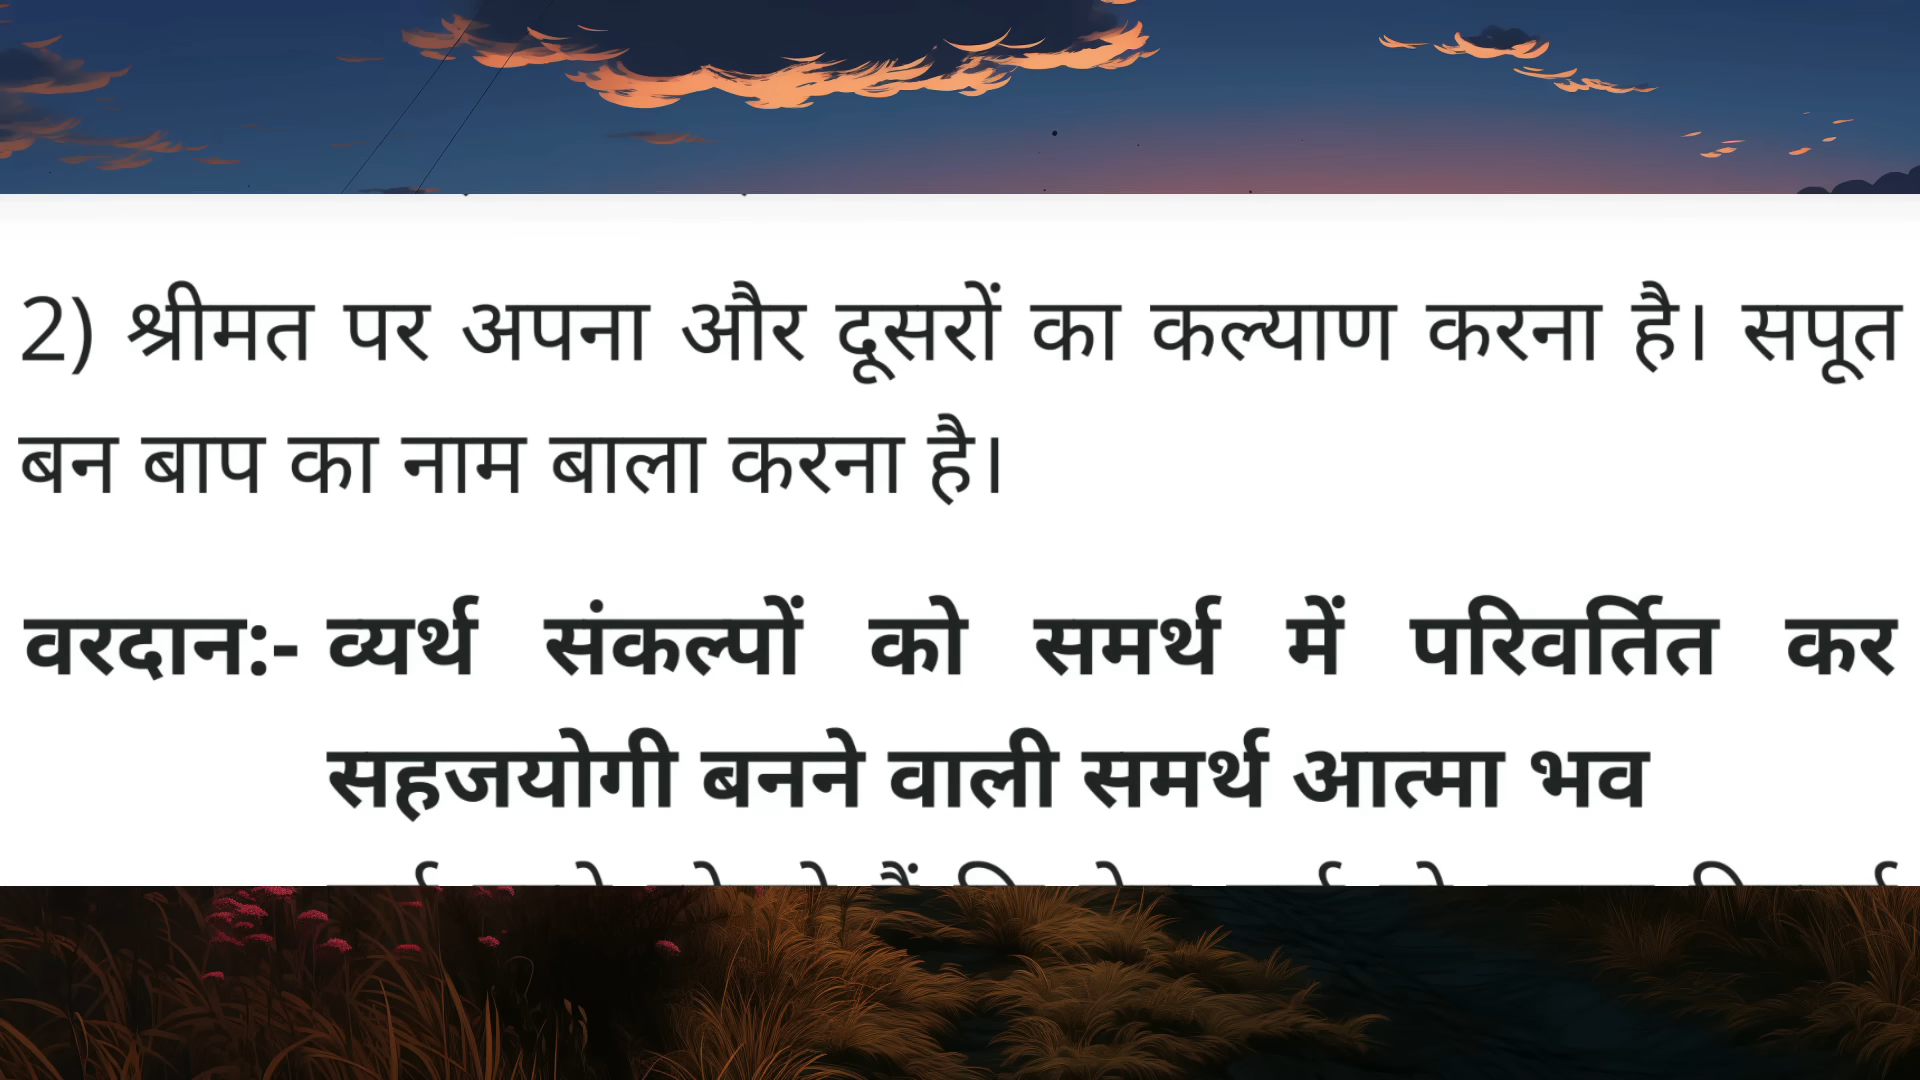 2) श्रीमत पर अपना और दूसरों का कल्याण करना है। सपूत
बन बाप का नाम बाला करना है।
वरदान:- व्यर्थ संकल्पों को समर्थ में परिवर्तित कर
सहजयोगी बनने वाली समर्थ आत्मा भव